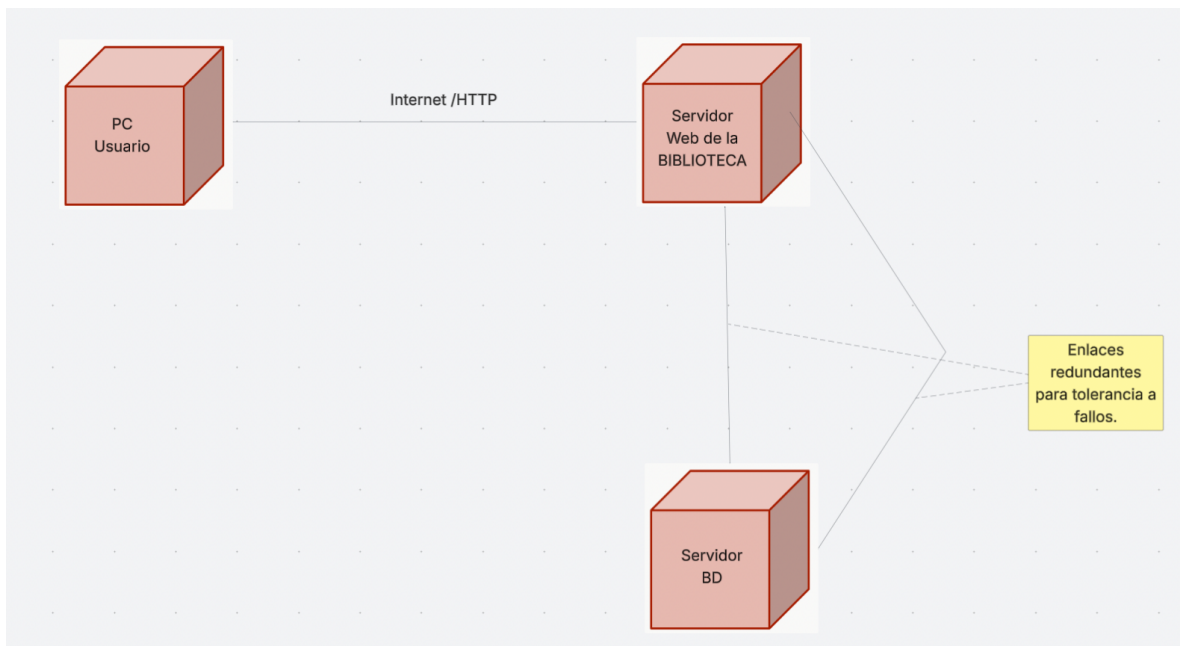 PC
Usuario
Internet /HTTP
Servidor
Web de la
BIBLIOTECA
Enlaces
redundantes
para tolerancia a
fallos.
Servidor
BD